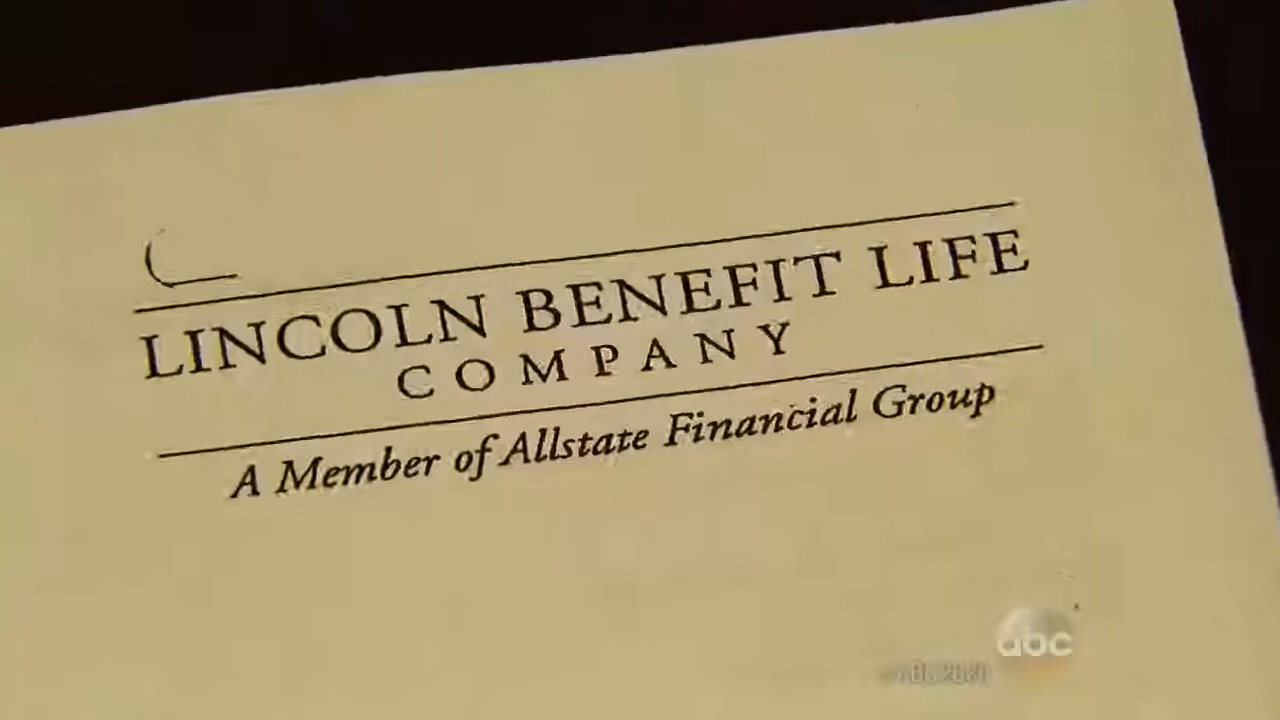 LINCOLN BENEFIT LIFE
COMPANY
A Member of Allstate Financial Group
abc